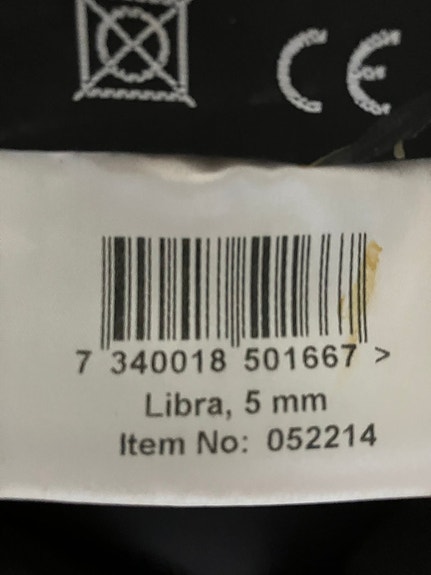 CE
7 340018 501667 >
Libra, 5 mm
Item No: 052214